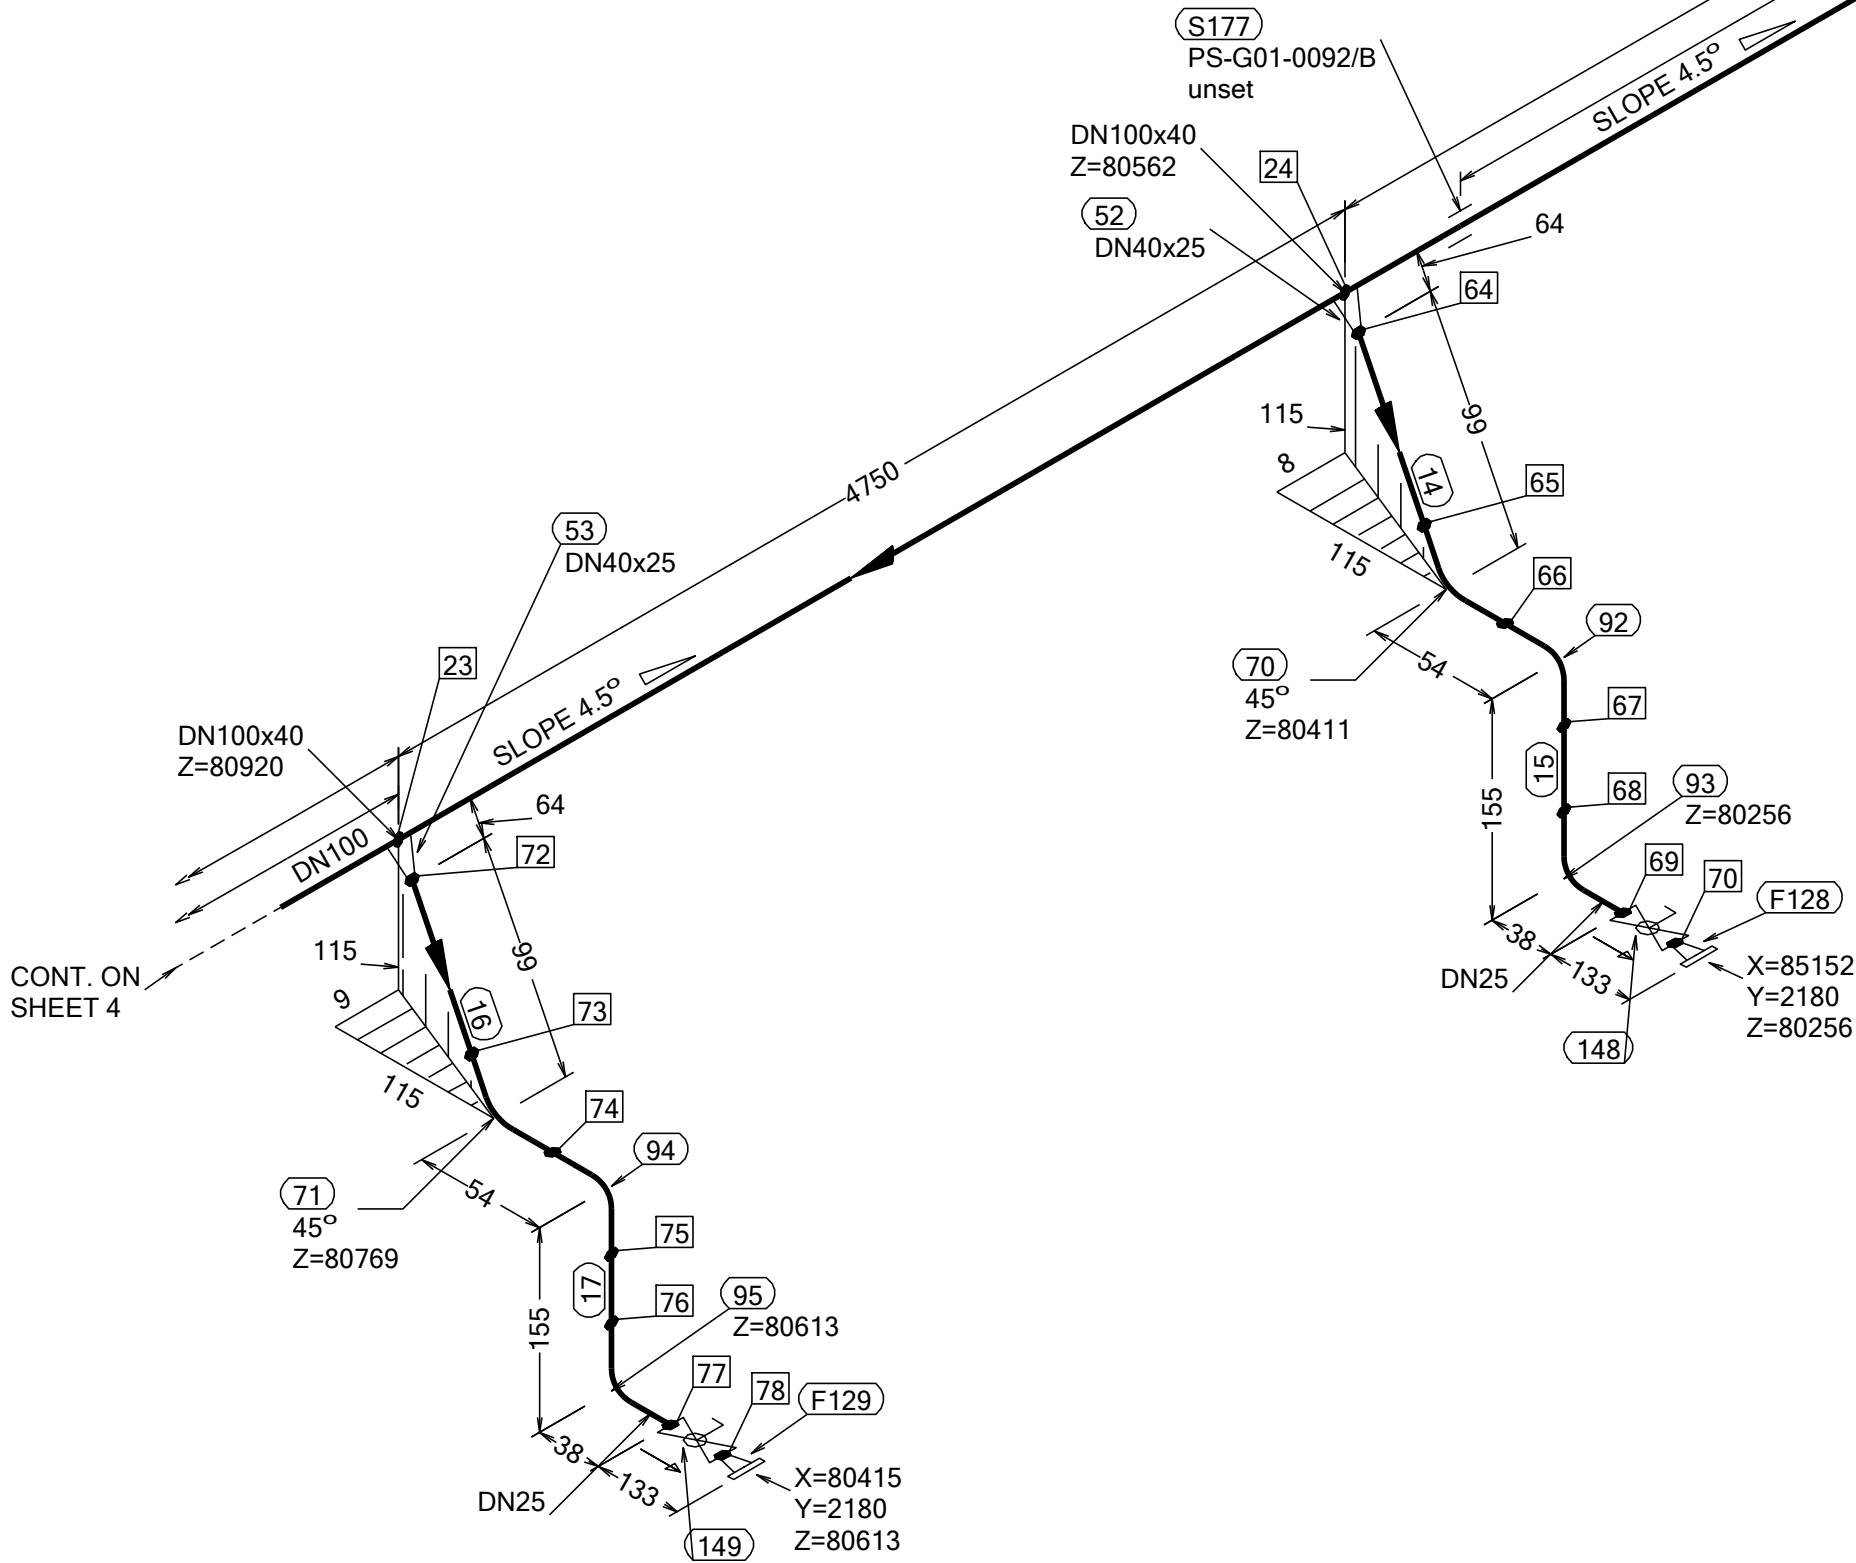 S177
PS-G01-0092/B
unset
SLOPE 4.5°
DN100x40
Z=80562
24
52
DN40x25
64
64
115
99
8
14
65
115
4750
53
DN40x25
66
92
54
70
45°
Z=80411
67
15
155
68
93
Z=80256
69
70
F128
38
133
DN25
X=85152
Y=2180
Z=80256
148
23
SLOPE 4.5°
DN100x40
Z=80920
64
DN100
72
115
99
CONT. ON
SHEET 4
9
16
73
115
74
94
54
71
45°
Z=80769
75
17
155
76
95
Z=80613
77
78
F129
38
133
DN25
X=80415
Y=2180
Z=80613
149